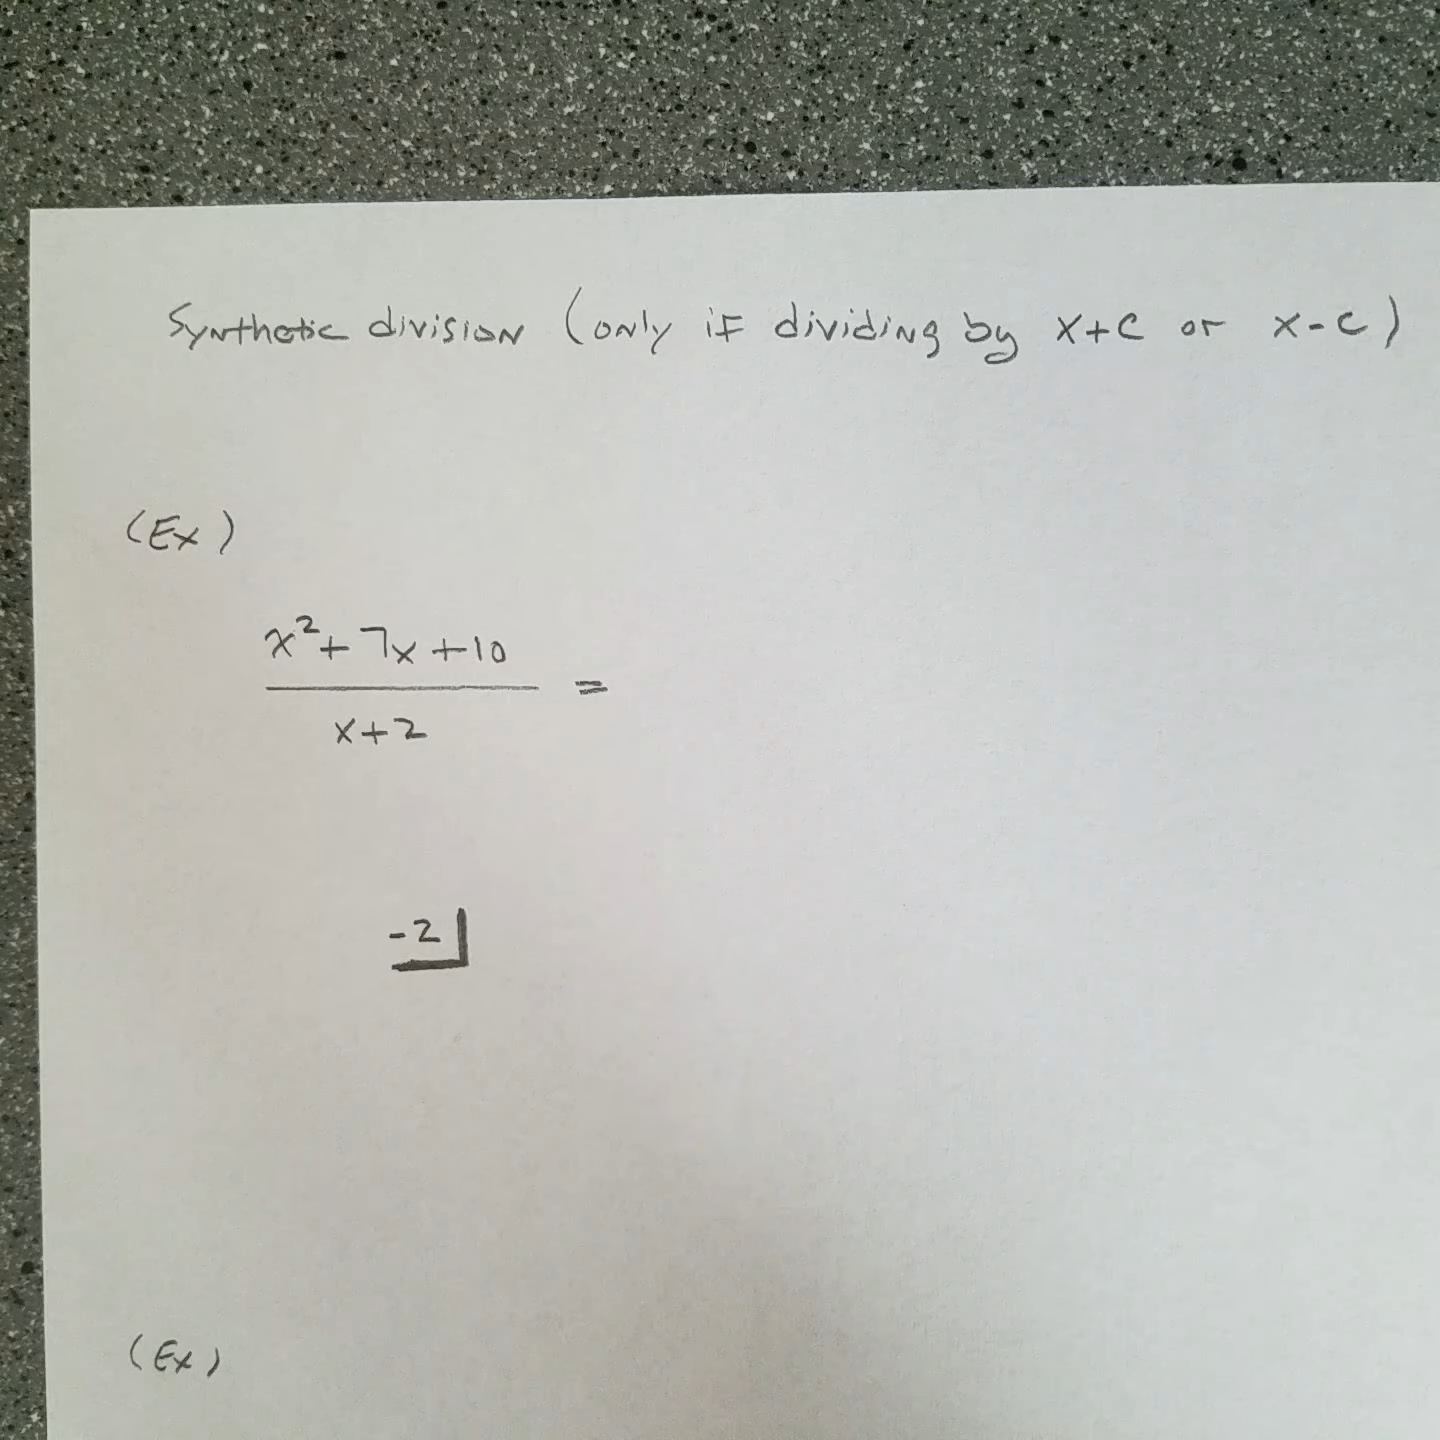 Synthetic division (only if dividing by x+c or x-c)
(Ex)
x²+7x+10
x+2
=
-2
(Ex)